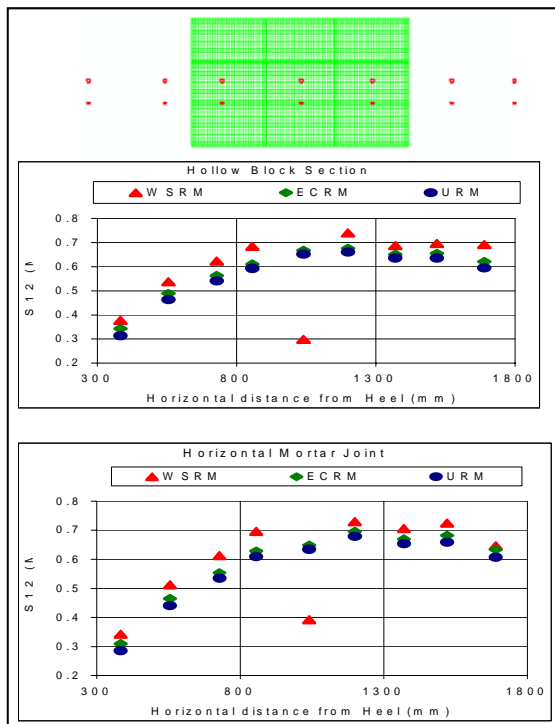 Hollow Block Section
WSRM ECRM URM
0.8
0.7
0.6
0.5
0.4
0.3
0.2
S12 (M
300 800 1300 1800
Horizontal distance from Heel(mm)
Horizontal Mortar Joint
WSRM ECRM URM
0.8
0.7
0.6
0.5
0.4
0.3
0.2
S12 (M
300 800 1300 1800
Horizontal distance from Heel(mm)